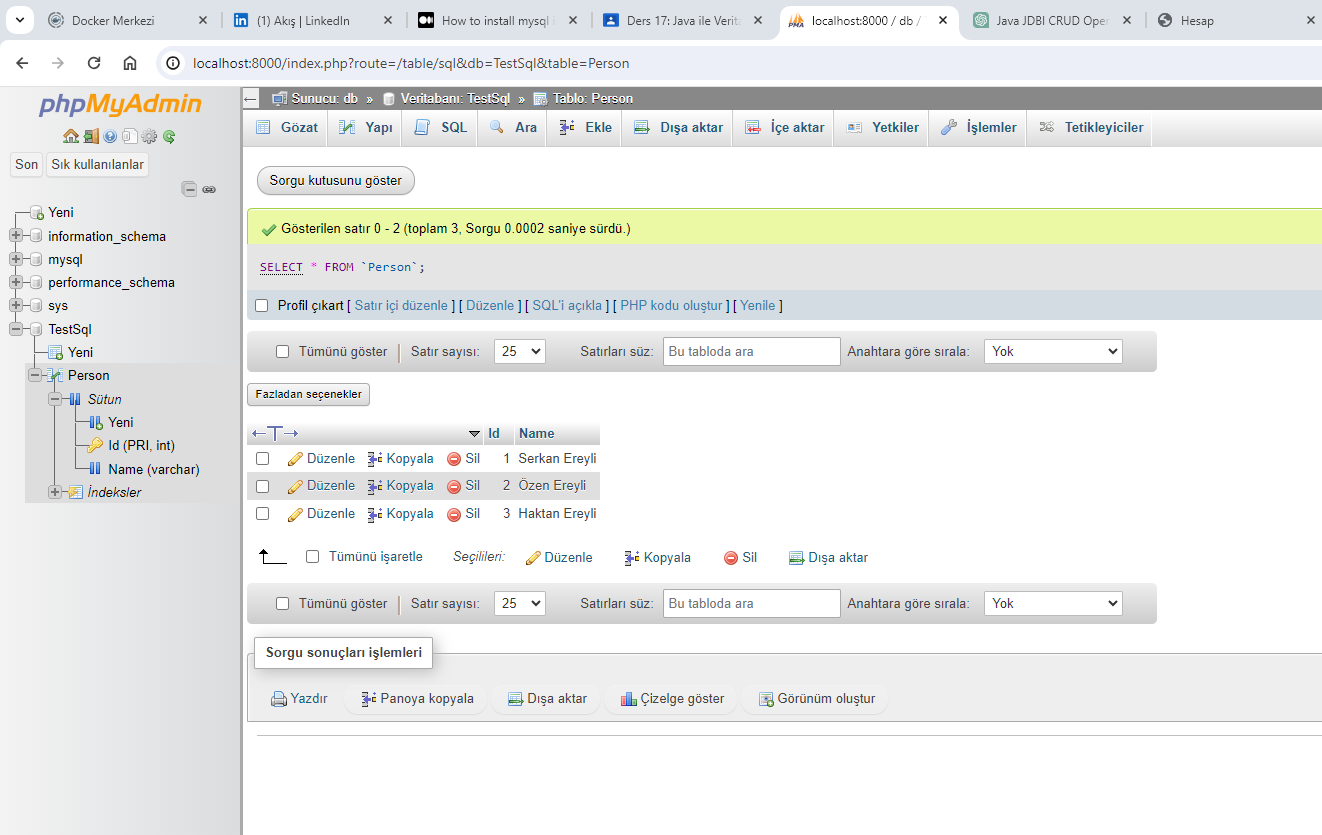 Docker Merkezi
(1) Akış | LinkedIn
How to install mysql i
Ders 17: Java ile Verit
localhost:8000 / db /
Java JDBI CRUD Oper
Hesap
localhost:8000/index.php?route=/table/sql&db=TestSql&table=Person
phpMyAdmin
Son Sık kullanılanlar
Yeni
information_schema
mysql
performance_schema
sys
TestSql
Yeni
Person
Sütun
Yeni
Id (PRI, int)
Name (varchar)
İndeksler
Sunucu: db » Veritabanı: TestSql » Tablo: Person
Gözat Yapı SQL Ara Ekle Dışa aktar İçe aktar Yetkiler İşlemler Tetikleyiciler
Sorgu kutusunu göster
Gösterilen satır 0 - 2 (toplam 3, Sorgu 0.0002 saniye sürdü.)
SELECT * FROM `Person`;
Profil çıkart [ Satır içi düzenle ] [ Düzenle ] [ SQL'i açıkla ] [ PHP kodu oluştur ] [ Yenile ]
Tümünü göster Satır sayısı: 25 Satırları süz: Bu tabloda ara Anahtara göre sırala: Yok
Fazladan seçenekler
Id Name
Düzenle Kopyala Sil 1 Serkan Ereyli
Düzenle Kopyala Sil 2 Özen Ereyli
Düzenle Kopyala Sil 3 Haktan Ereyli
Tümünü işaretle Seçilileri: Düzenle Kopyala Sil Dışa aktar
Tümünü göster Satır sayısı: 25 Satırları süz: Bu tabloda ara Anahtara göre sırala: Yok
Sorgu sonuçları işlemleri
Yazdır Panoya kopyala Dışa aktar Çizelge göster Görünüm oluştur